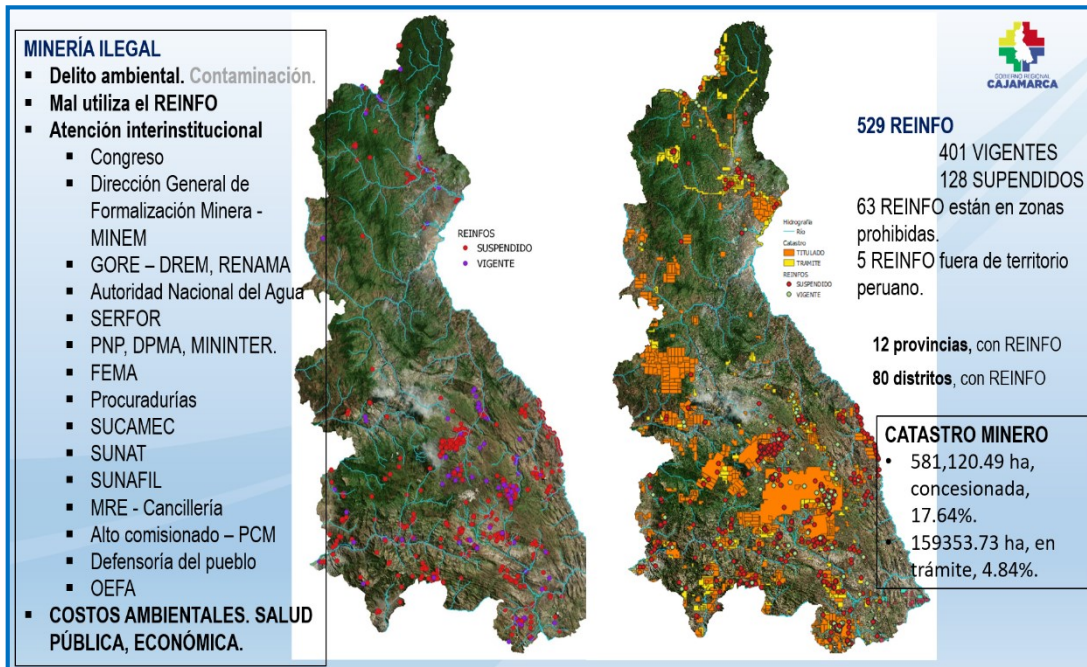 MINERÍA ILEGAL
▪ Delito ambiental. Contaminación.
▪ Mal utiliza el REINFO
▪ Atención interinstitucional
▪ Congreso
▪ Dirección General de
Formalización Minera -
MINEM
▪ GORE – DREM, RENAMA
▪ Autoridad Nacional del Agua
▪ SERFOR
▪ PNP, DPMA, MININTER.
▪ FEMA
▪ Procuradurías
▪ SUCAMEC
▪ SUNAT
▪ SUNAFIL
▪ MRE - Cancillería
▪ Alto comisionado – PCM
▪ Defensoría del pueblo
▪ OEFA
▪ COSTOS AMBIENTALES. SALUD
PÚBLICA, ECONÓMICA.
REINFOS
SUSPENDIDO
VIGENTE
Hidrografía
Río
Catastro
TITULADO
TRAMITE
REINFOS
SUSPENDIDO
VIGENTE
GOBIERNO REGIONAL
CAJAMARCA
529 REINFO
401 VIGENTES
128 SUPENDIDOS
63 REINFO están en zonas
prohibidas.
5 REINFO fuera de territorio
peruano.
12 provincias, con REINFO
80 distritos, con REINFO
CATASTRO MINERO
• 581,120.49 ha,
concesionada,
17.64%.
▪ 159353.73 ha, en
trámite, 4.84%.